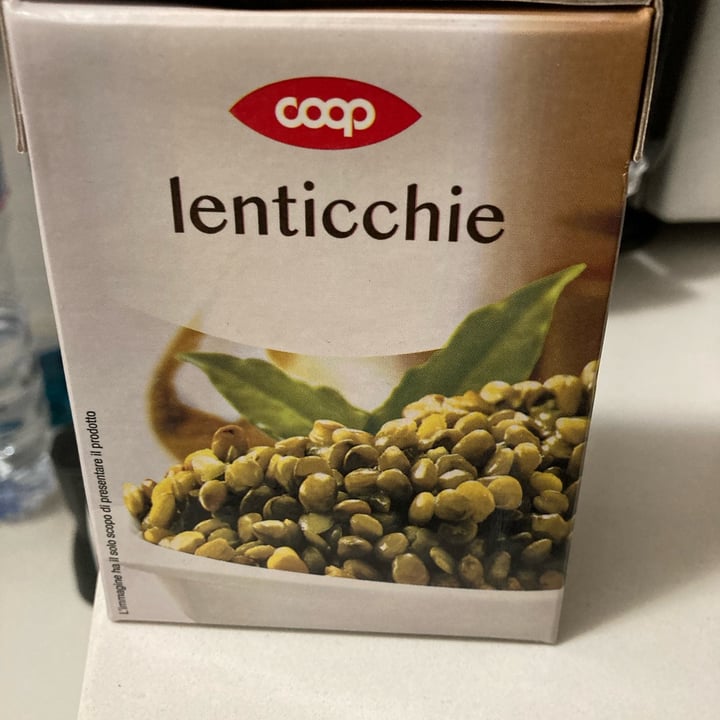 coop
lenticchie
L'immagine ha il solo scopo di presentare il prodotto